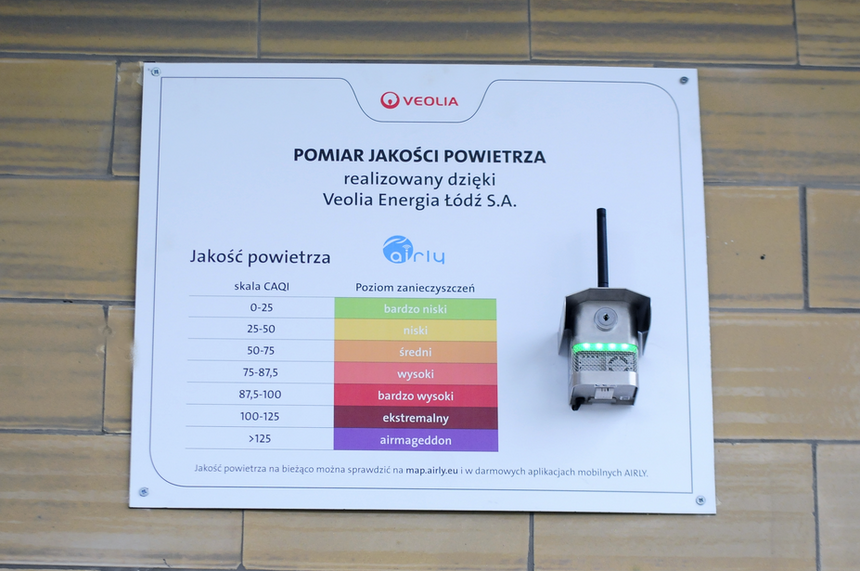 VEOLIA
POMIAR JAKOŚCI POWIETRZA
realizowany dzięki
Veolia Energia Łódź S.A.
Jakość powietrza
airly
skala CAQI Poziom zanieczyszczeń
0-25 bardzo niski
25-50 niski
50-75 średni
75-87,5 wysoki
87,5-100 bardzo wysoki
100-125 ekstremalny
>125 airmageddon
Jakość powietrza na bieżąco można sprawdzić na map.airly.eu i w darmowych aplikacjach mobilnych AIRLY.